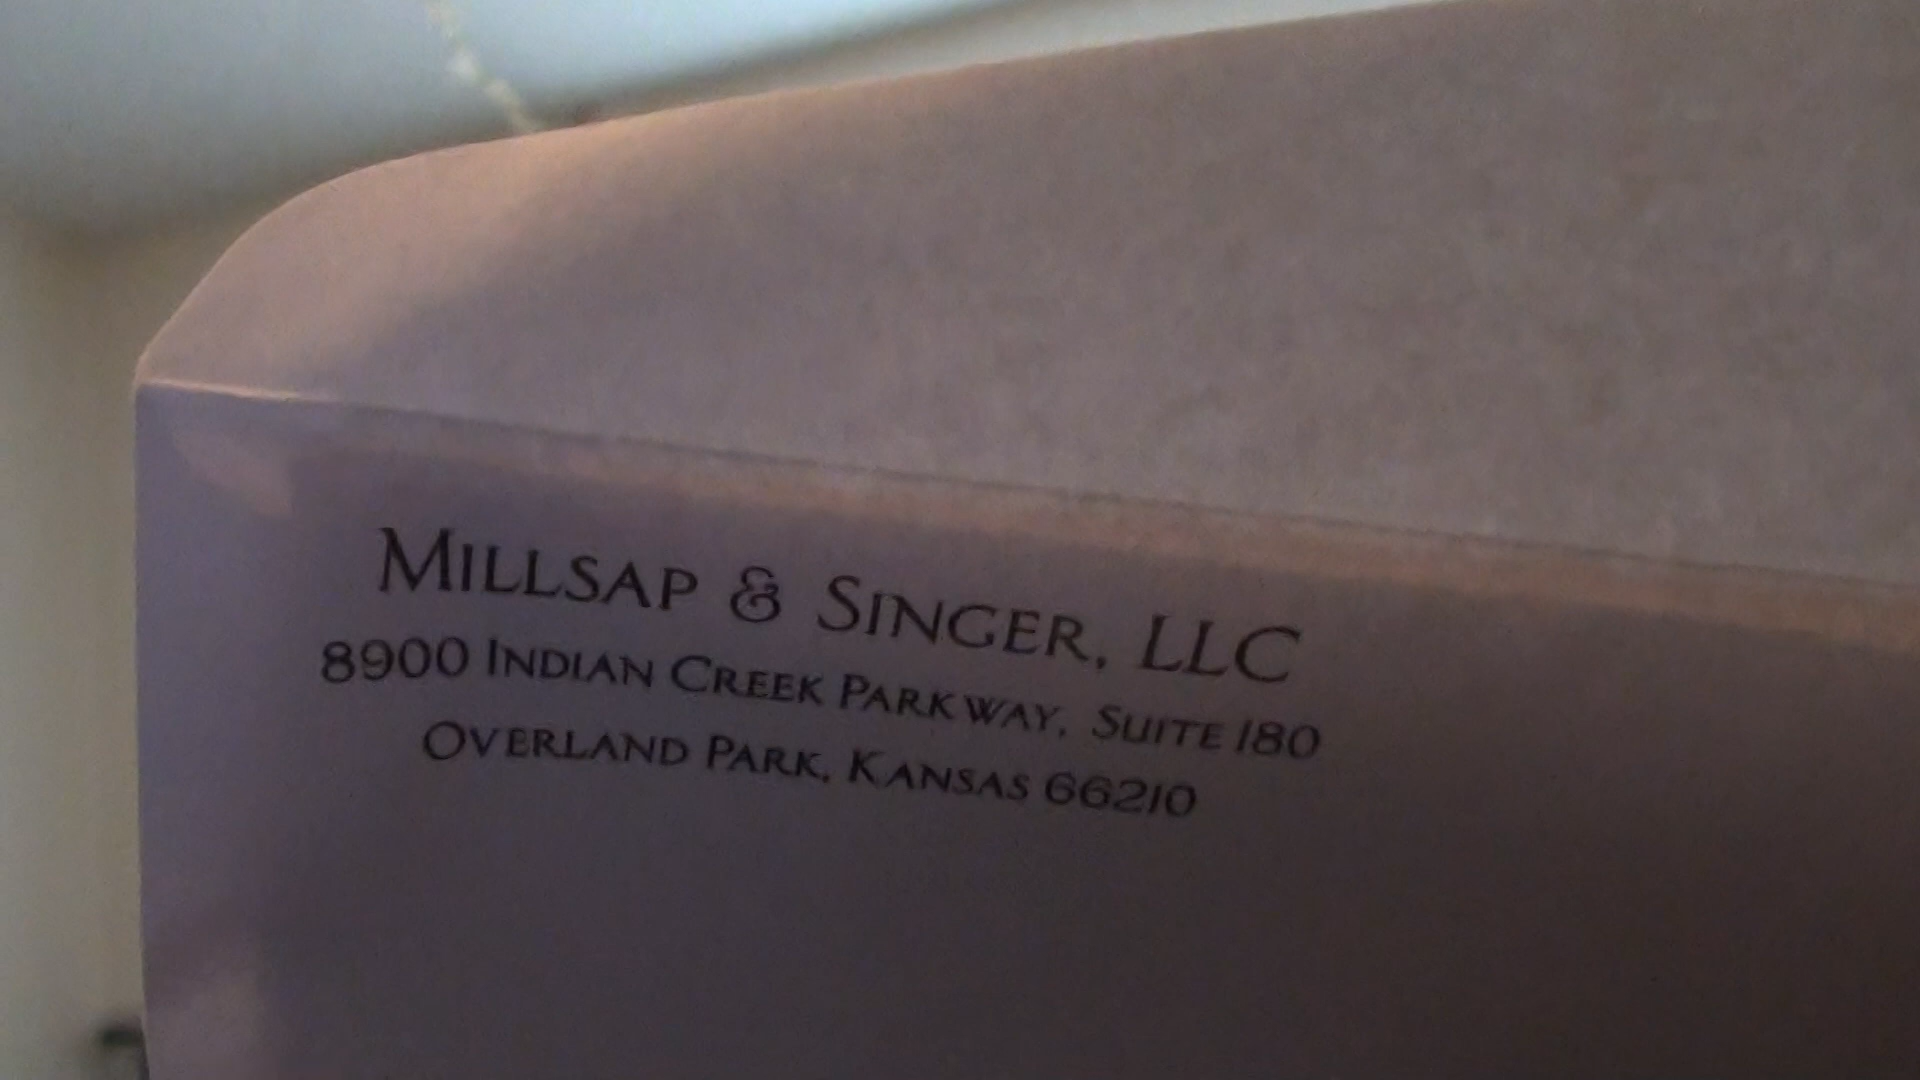 MILLSAP & SINGER, LLC
8900 INDIAN CREEK PARKWAY, SUITE 180
OVERLAND PARK, KANSAS 66210